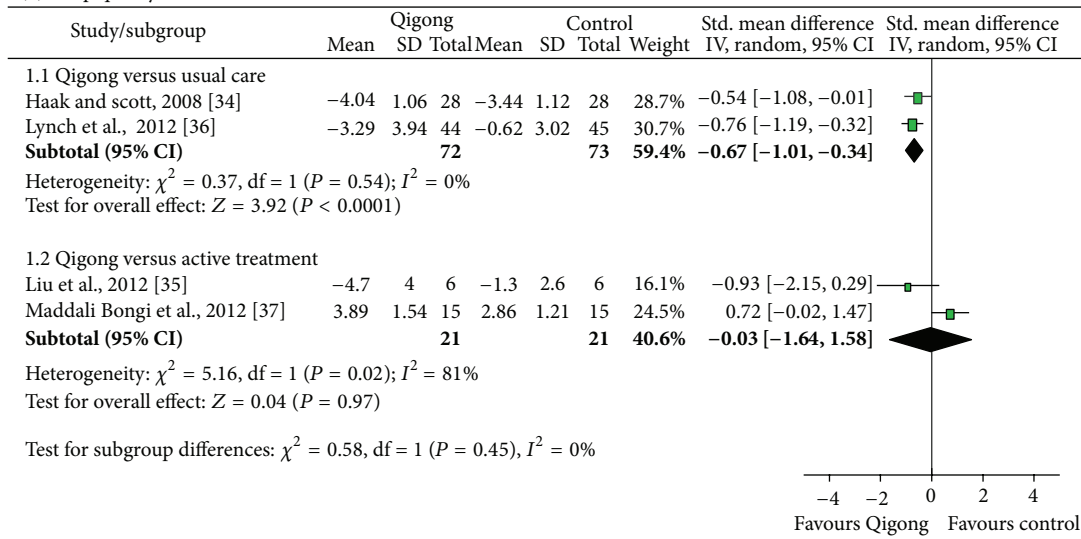 Study/subgroup Qigong Control Std. mean difference Std. mean difference
Mean SD Total Mean SD Total Weight IV, random, 95% CI IV, random, 95% CI
1.1 Qigong versus usual care
Haak and scott, 2008 [34] −4.04 1.06 28 −3.44 1.12 28 28.7% −0.54 [−1.08, −0.01]
Lynch et al., 2012 [36] −3.29 3.94 44 −0.62 3.02 45 30.7% −0.76 [−1.19, −0.32]
Subtotal (95% CI) 72 73 59.4% −0.67 [−1.01, −0.34]
Heterogeneity: χ² = 0.37, df = 1 (P = 0.54); I² = 0%
Test for overall effect: Z = 3.92 (P < 0.0001)
1.2 Qigong versus active treatment
Liu et al., 2012 [35] −4.7 4 6 −1.3 2.6 6 16.1% −0.93 [−2.15, 0.29]
Maddali Bongi et al., 2012 [37] 3.89 1.54 15 2.86 1.21 15 24.5% 0.72 [−0.02, 1.47]
Subtotal (95% CI) 21 21 40.6% −0.03 [−1.64, 1.58]
Heterogeneity: χ² = 5.16, df = 1 (P = 0.02); I² = 81%
Test for overall effect: Z = 0.04 (P = 0.97)
Test for subgroup differences: χ² = 0.58, df = 1 (P = 0.45), I² = 0%
−4 −2 0 2 4
Favours Qigong Favours control